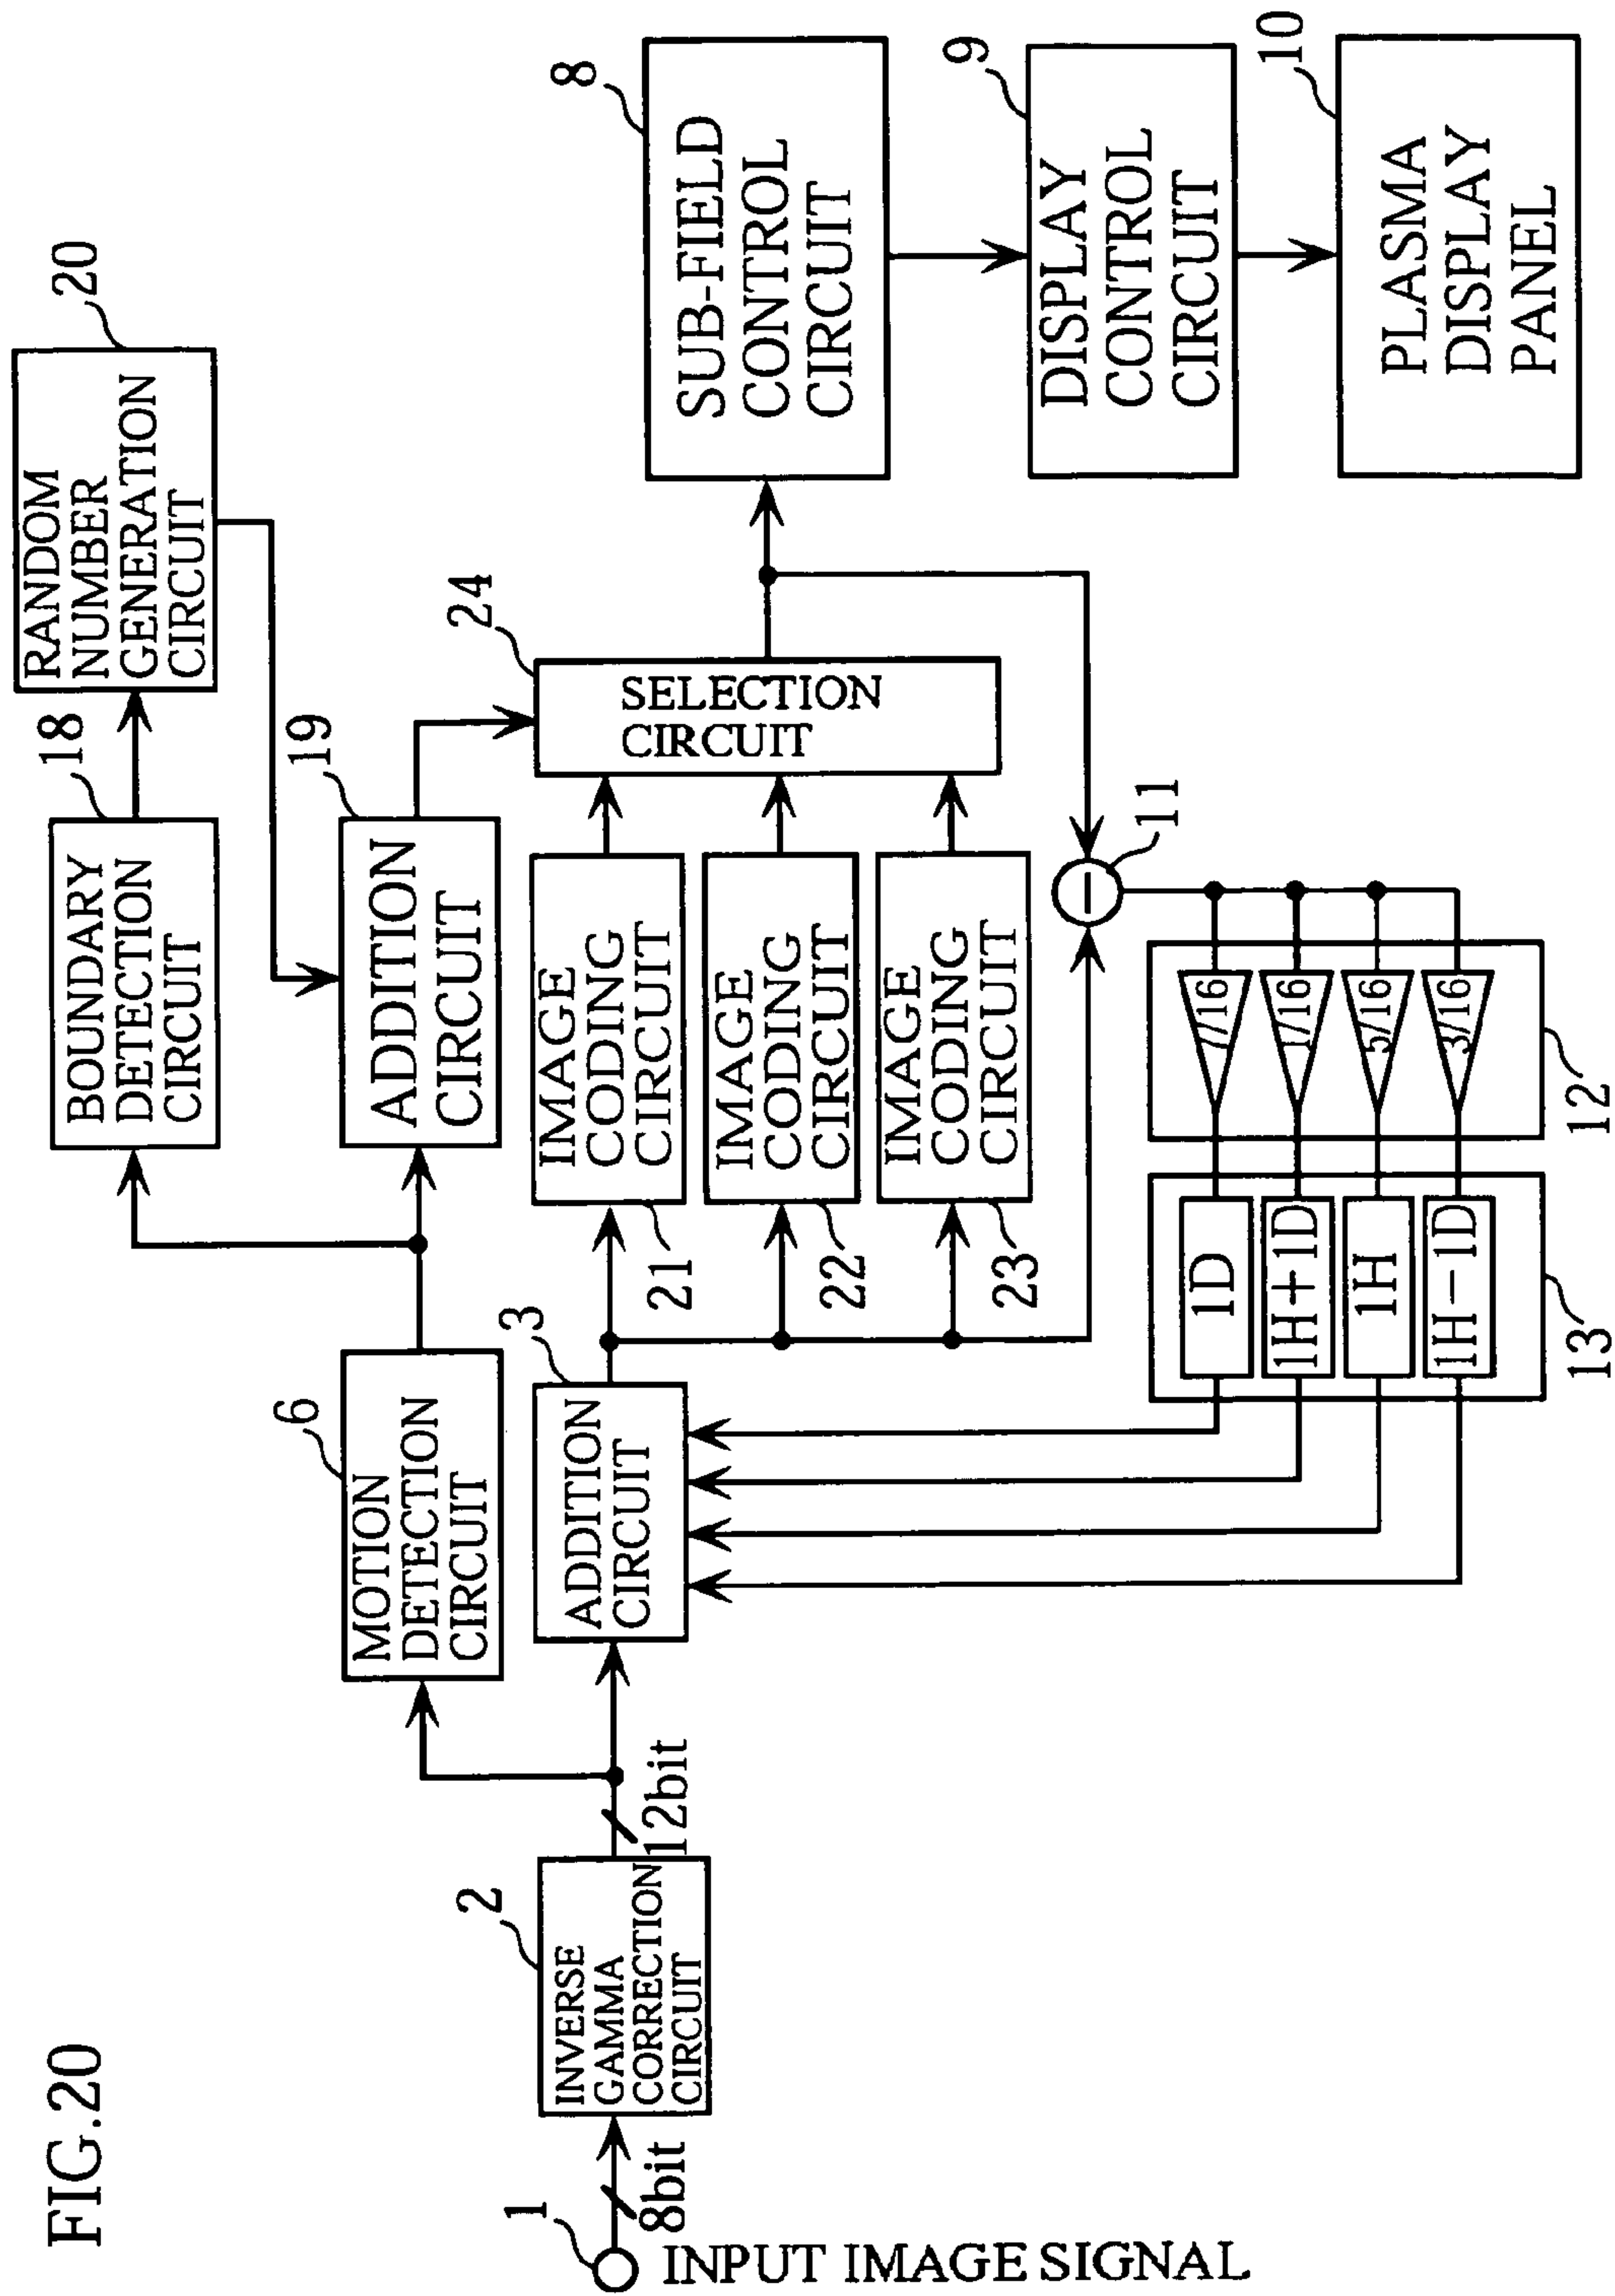 FIG.20
1
INPUT IMAGE SIGNAL
8bit
2
INVERSE
GAMMA
CORRECTION
CIRCUIT
12bit
6
MOTION
DETECTION
CIRCUIT
3
ADDITION
CIRCUIT
18
BOUNDARY
DETECTION
CIRCUIT
20
RANDOM
NUMBER
GENERATION
CIRCUIT
19
ADDITION
CIRCUIT
21
IMAGE
CODING
CIRCUIT
22
IMAGE
CODING
CIRCUIT
23
IMAGE
CODING
CIRCUIT
24
SELECTION
CIRCUIT
8
SUB-FIELD
CONTROL
CIRCUIT
9
DISPLAY
CONTROL
CIRCUIT
10
PLASMA
DISPLAY
PANEL
11
−
7/16
1/16
5/16
3/16
12
1D
1H+1D
1H
1H−1D
13